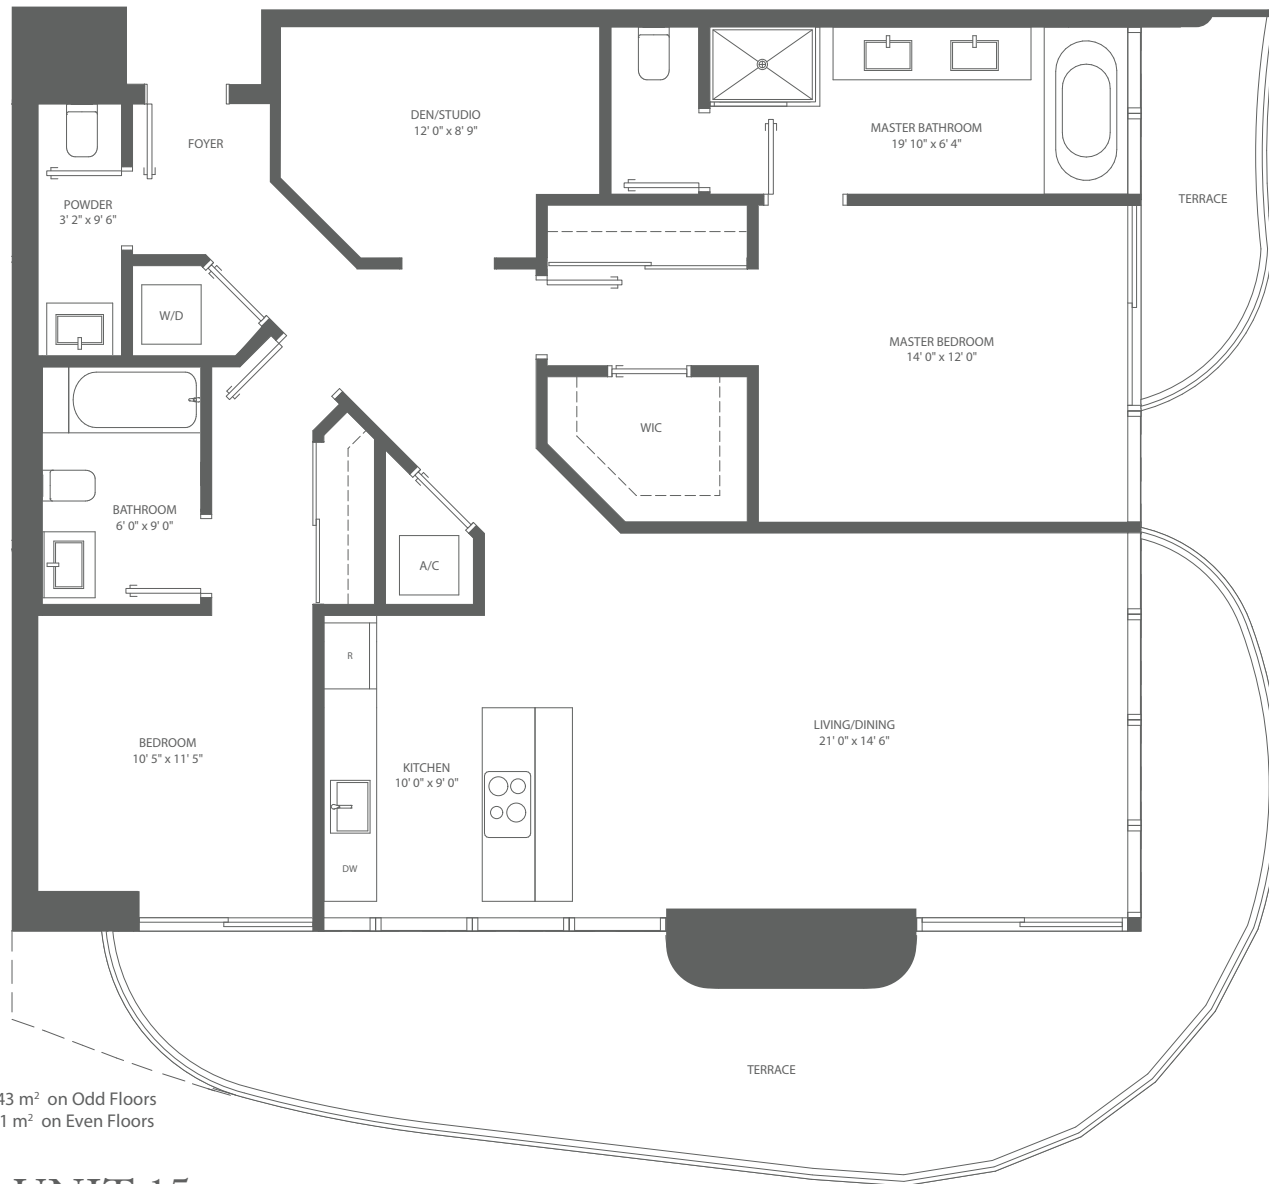 DEN/STUDIO
12' 0" x 8' 9"
MASTER BATHROOM
19' 10" x 6' 4"
FOYER
TERRACE
POWDER
3' 2" x 9' 6"
W/D
MASTER BEDROOM
14' 0" x 12' 0"
WIC
BATHROOM
6' 0" x 9' 0"
A/C
R
BEDROOM
10' 5" x 11' 5"
KITCHEN
10' 0" x 9' 0"
LIVING/DINING
21' 0" x 14' 6"
DW
TERRACE
43 m² on Odd Floors
1 m² on Even Floors
UNIT 15